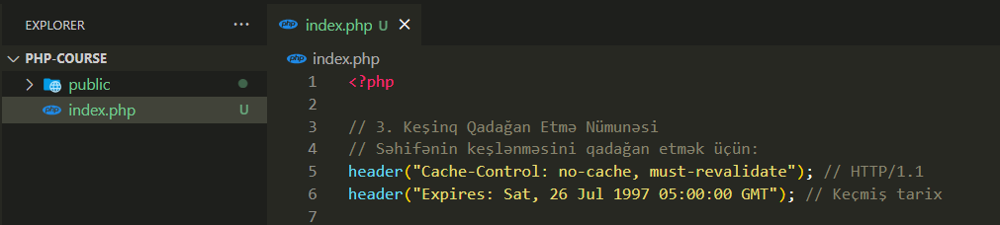 EXPLORER ...
index.php U ×
PHP-COURSE
public
index.php U
php index.php
1 <?php
2
3 // 3. Keşinq Qadağan Etmə Nümunəsi
4 // Səhifənin keşlənməsini qadağan etmək üçün:
5 header("Cache-Control: no-cache, must-revalidate"); // HTTP/1.1
6 header("Expires: Sat, 26 Jul 1997 05:00:00 GMT"); // Keçmiş tarix
7